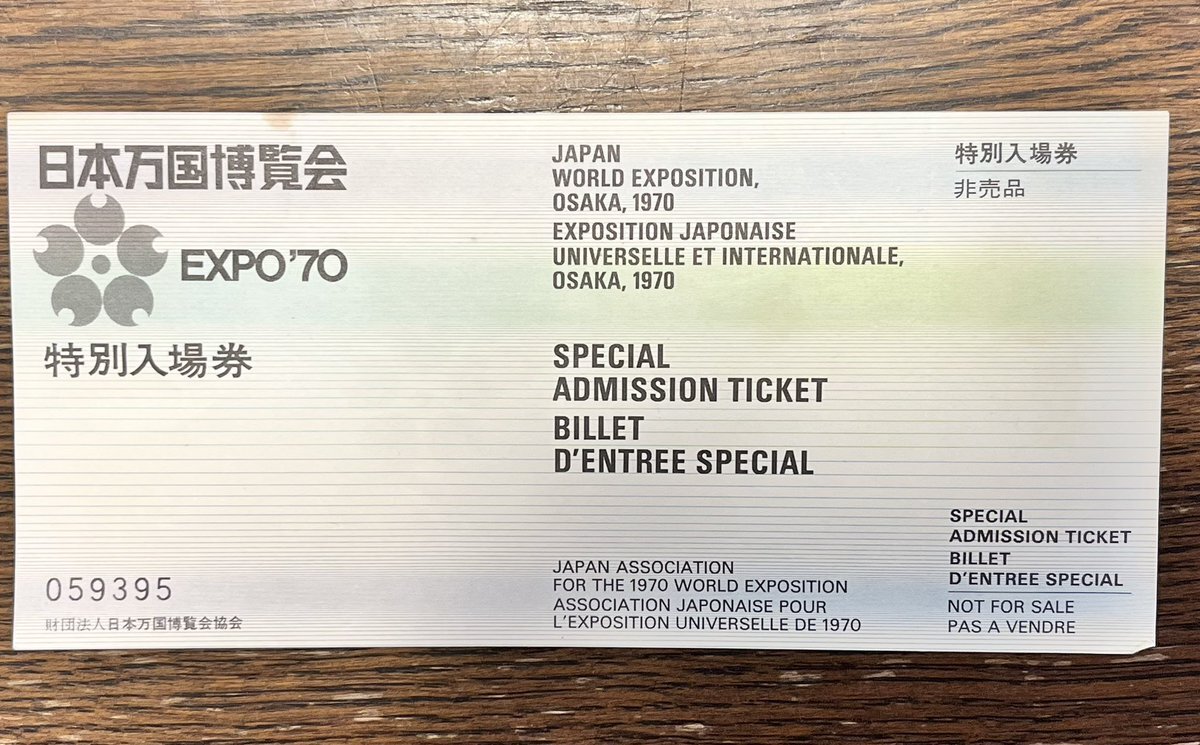 日本万国博覧会
EXPO'70
特別入場券
059395
財団法人日本万国博覧会協会
JAPAN
WORLD EXPOSITION,
OSAKA, 1970
EXPOSITION JAPONAISE
UNIVERSELLE ET INTERNATIONALE,
OSAKA, 1970
SPECIAL
ADMISSION TICKET
BILLET
D'ENTREE SPECIAL
JAPAN ASSOCIATION
FOR THE 1970 WORLD EXPOSITION
ASSOCIATION JAPONAISE POUR
L'EXPOSITION UNIVERSELLE DE 1970
特別入場券
非売品
SPECIAL
ADMISSION TICKET
BILLET
D'ENTREE SPECIAL
NOT FOR SALE
PAS A VENDRE